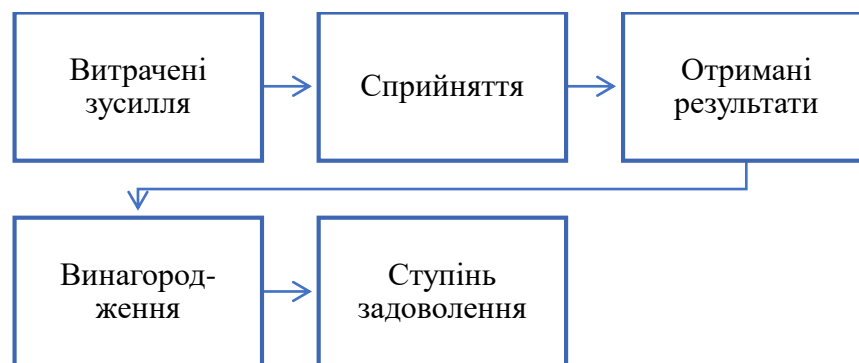 Витрачені
зусилля
Сприйняття
Отримані
результати
Винагород-
ження
Ступінь
задоволення